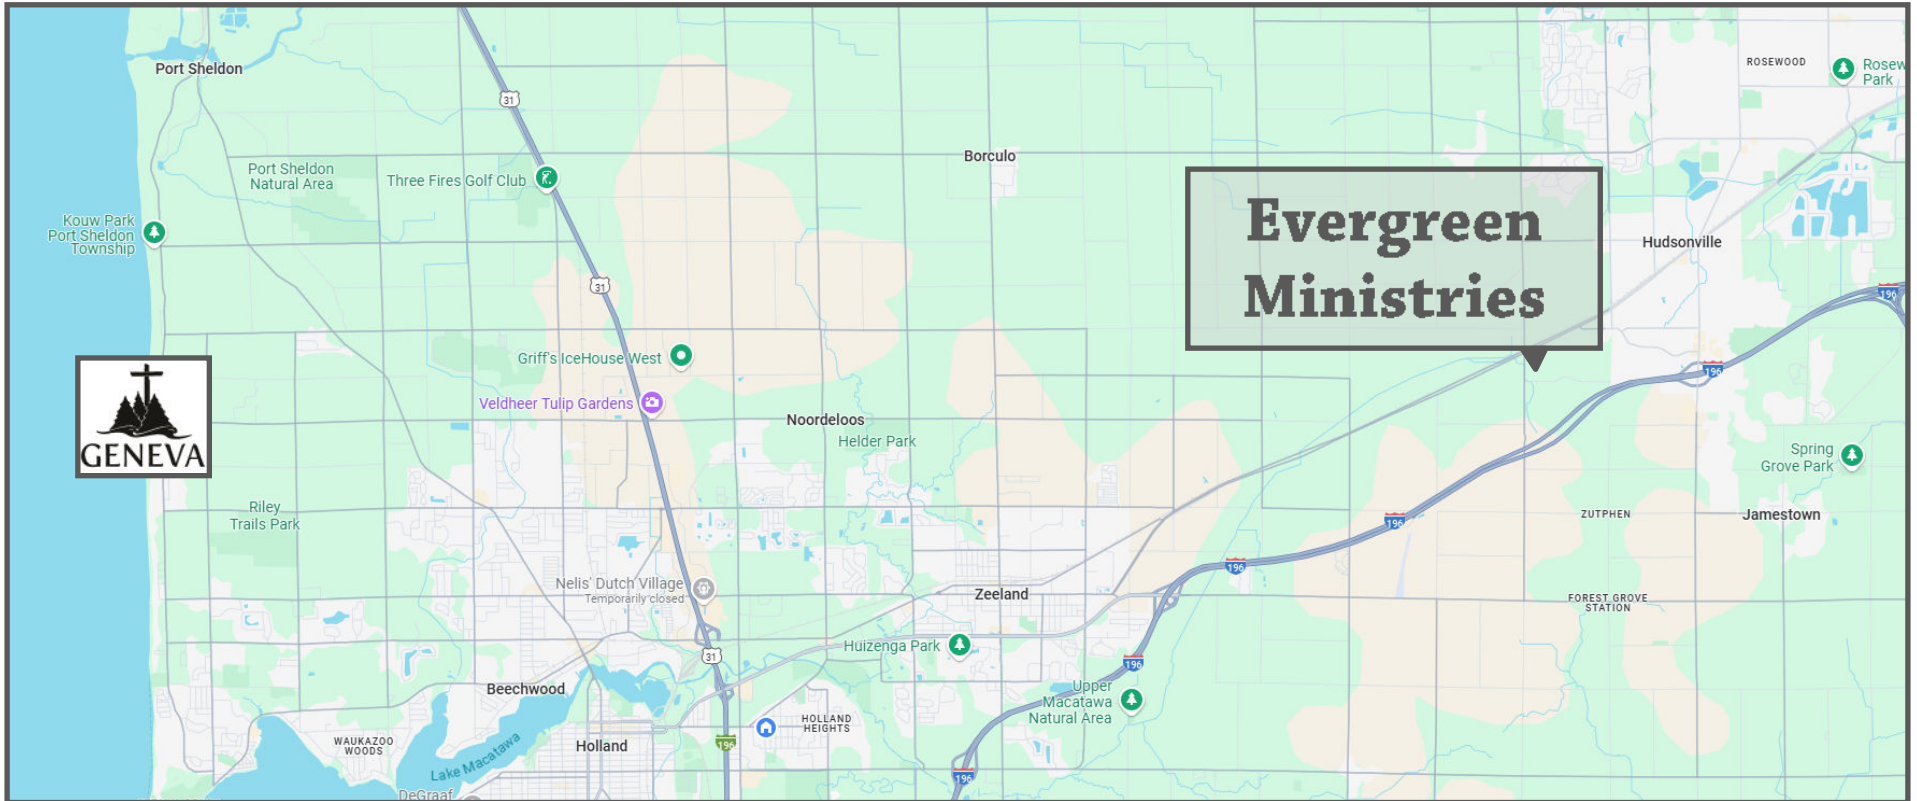 Port Sheldon
31
ROSEWOOD
Rosew
Park
Port Sheldon
Natural Area
Three Fires Golf Club
Borculo
Kouw Park
Port Sheldon
Township
Evergreen
Ministries
Hudsonville
31
196
Griff's IceHouse West
196
GENEVA
Veldheer Tulip Gardens
Noordeloos
Helder Park
Spring
Grove Park
Riley
Trails Park
196
ZUTPHEN
Jamestown
196
Nelis' Dutch Village
Temporarily closed
Zeeland
FOREST GROVE
STATION
31
Huizenga Park
196
Beechwood
Upper
Macatawa
Natural Area
HOLLAND
HEIGHTS
WAUKAZOO
WOODS
Holland
196
Lake Macatawa
196
DeGraaf